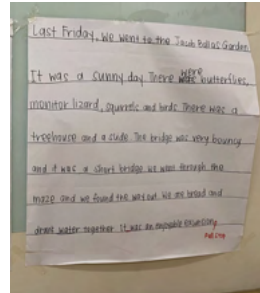 Last Friday, we went to the Jacob Ballas Garden.
It was a sunny day. There were butterflies,
monitor lizard, squirrels and birds. There was a
treehouse and a slide. The bridge was very bouncy
and it was a short bridge. We went through the
maze and we found the way out. We ate bread and
drank water together. It was an enjoyable excursion.